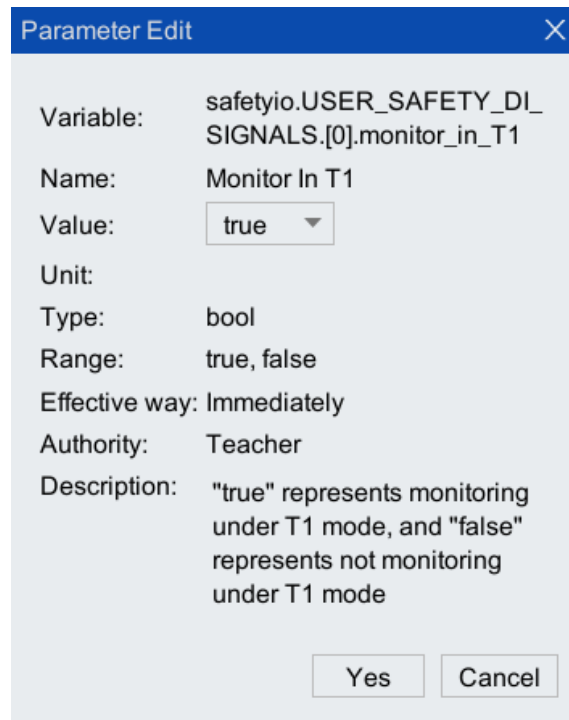 Parameter Edit
Variable: safetyio.USER_SAFETY_DI_
SIGNALS.[0].monitor_in_T1
Name: Monitor In T1
Value: true
Unit:
Type: bool
Range: true, false
Effective way: Immediately
Authority: Teacher
Description: "true" represents monitoring
under T1 mode, and "false"
represents not monitoring
under T1 mode
Yes Cancel